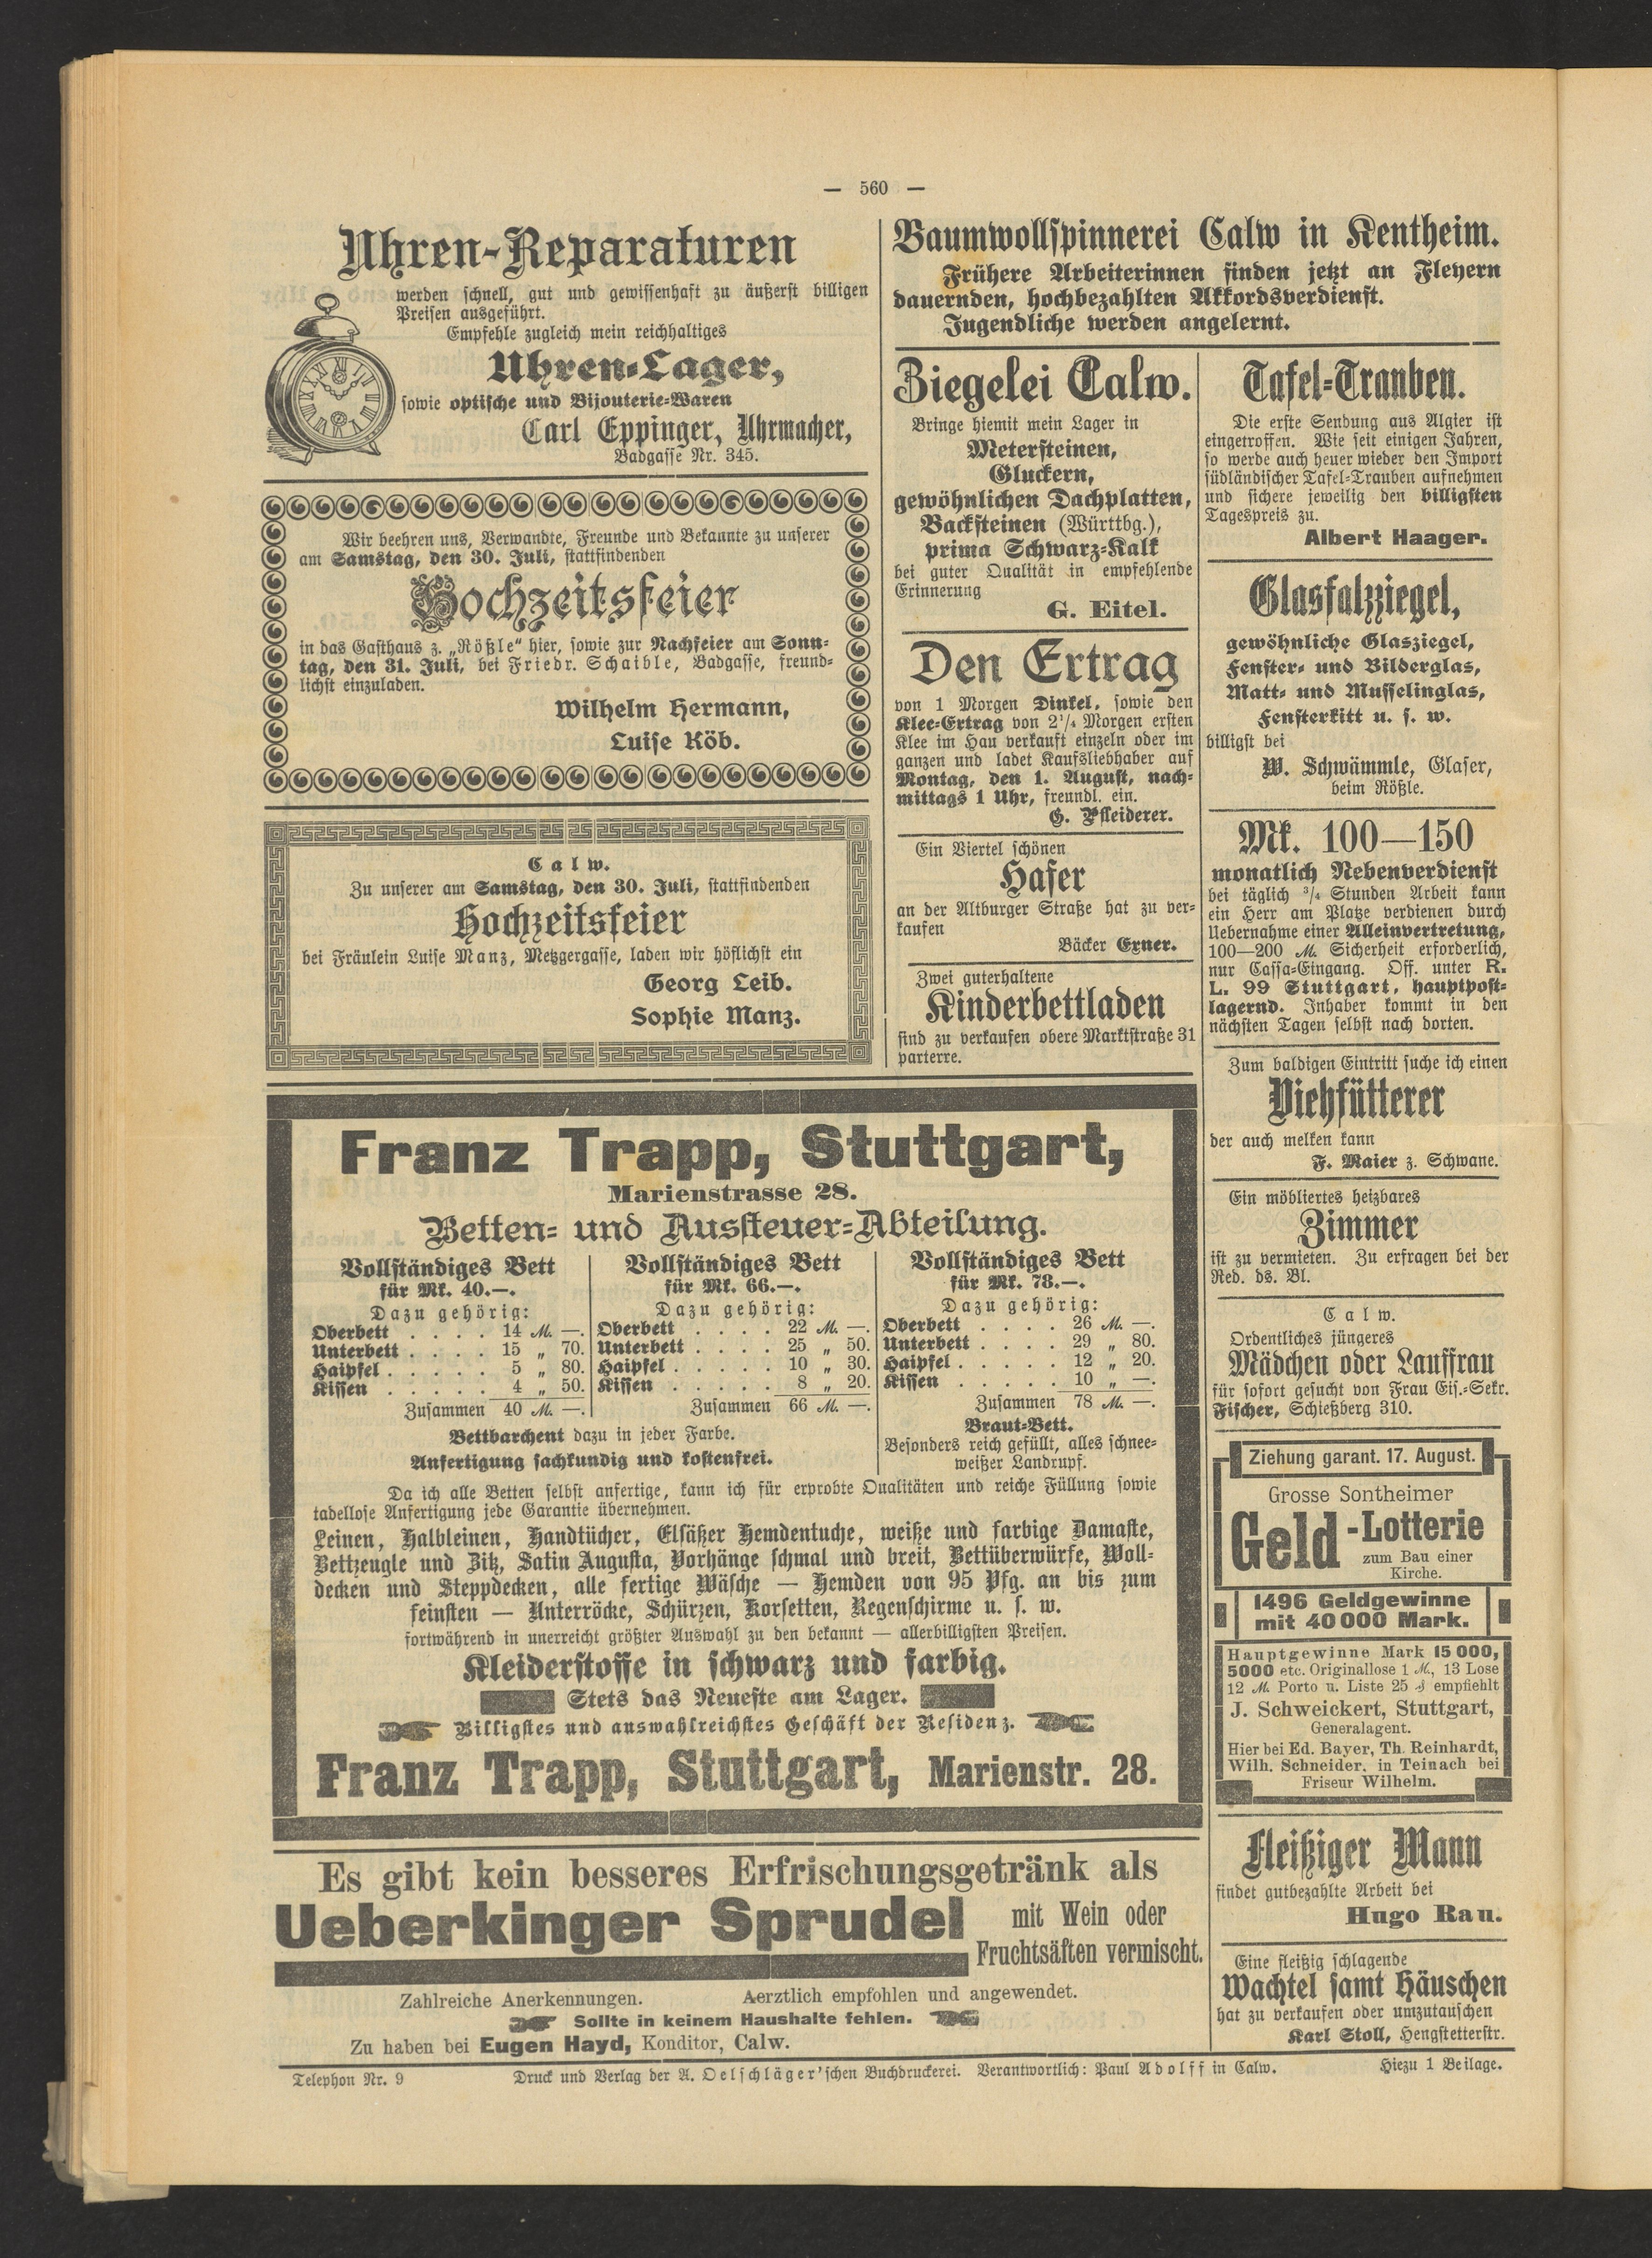 — 560 —
Uhren-Reparaturen
werden schnell, gut und gewissenhaft zu äußerst billigen
Preisen ausgeführt.
Empfehle zugleich mein reichhaltiges
Uhren-Lager,
sowie optische und Bijouterie-Waren
Carl Eppinger, Uhrmacher,
Badgasse Nr. 345.
Wir beehren uns, Verwandte, Freunde und Bekannte zu unserer
am Samstag, den 30. Juli, stattfindenden
Hochzeitsfeier
in das Gasthaus z. „Rößle“ hier, sowie zur Nachfeier am Sonn-
tag, den 31. Juli, bei Friedr. Schaible, Badgasse, freund-
lichst einzuladen.
Wilhelm Hermann,
Luise Köb.
Calw.
Zu unserer am Samstag, den 30. Juli, stattfindenden
Hochzeitsfeier
bei Fräulein Luise Manz, Metzgergasse, laden wir höflichst ein
Georg Leib.
Sophie Manz.
Baumwollspinnerei Calw in Kentheim.
Frühere Arbeiterinnen finden jetzt an Fleyern
dauernden, hochbezahlten Akkordsverdienst.
Jugendliche werden angelernt.
Ziegelei Calw.
Bringe hiemit mein Lager in
Metersteinen,
Gluckern,
gewöhnlichen Dachplatten,
Backsteinen (Württbg.),
prima Schwarz-Kalk
bei guter Qualität in empfehlende
Erinnerung
G. Eitel.
Den Ertrag
von 1 Morgen Dinkel, sowie den
Klee-Ertrag von 2¹/₄ Morgen ersten
Klee im Hau verkauft einzeln oder im
ganzen und ladet Kaufsliebhaber auf
Montag, den 1. August, nach-
mittags 1 Uhr, freundl. ein.
G. Pfleiderer.
Ein Viertel schönen
Hafer
an der Altburger Straße hat zu ver-
kaufen
Bäcker Exner.
Zwei guterhaltene
Kinderbettladen
sind zu verkaufen obere Marktstraße 31
parterre.
Tafel-Trauben.
Die erste Sendung aus Algier ist
eingetroffen. Wie seit einigen Jahren,
so werde auch heuer wieder den Import
südländischer Tafel-Trauben aufnehmen
und sichere jeweilig den billigsten
Tagespreis zu.
Albert Haager.
Glasfalzziegel,
gewöhnliche Glasziegel,
Fenster- und Bilderglas,
Matt- und Musselinglas,
Fensterkitt u. s. w.
billigst bei
W. Schwämmle, Glaser,
beim Rößle.
Mk. 100—150
monatlich Nebenverdienst
bei täglich ³/₄ Stunden Arbeit kann
ein Herr am Platze verdienen durch
Uebernahme einer Alleinvertretung,
100—200 M. Sicherheit erforderlich,
nur Cassa-Eingang. Off. unter R.
L. 99 Stuttgart, hauptpost-
lagernd. Inhaber kommt in den
nächsten Tagen selbst nach dorten.
Zum baldigen Eintritt suche ich einen
Viehfütterer
der auch melken kann
F. Maier z. Schwane.
Ein möbliertes heizbares
Zimmer
ist zu vermieten. Zu erfragen bei der
Red. ds. Bl.
Calw.
Ordentliches jüngeres
Mädchen oder Lauffrau
für sofort gesucht von Frau Eis.-Sekr.
Fischer, Schießberg 310.
Ziehung garant. 17. August.
Grosse Sontheimer
Geld-Lotterie
zum Bau einer
Kirche.
1496 Geldgewinne
mit 40000 Mark.
Hauptgewinne Mark 15000,
5000 etc. Originallose 1 M., 13 Lose
12 M. Porto u. Liste 25 ₰ empfiehlt
J. Schweickert, Stuttgart,
Generalagent.
Hier bei Ed. Bayer, Th. Reinhardt,
Wilh. Schneider, in Teinach bei
Friseur Wilhelm.
Fleißiger Mann
findet gutbezahlte Arbeit bei
Hugo Rau.
Eine fleißig schlagende
Wachtel samt Häuschen
hat zu verkaufen oder umzutauschen
Karl Stoll, Hengstetterstr.
Franz Trapp, Stuttgart,
Marienstrasse 28.
Betten- und Aussteuer-Abteilung.
Vollständiges Bett
für Mk. 40.—.
Dazu gehörig:
Oberbett . . . . 14 M. —.
Unterbett . . . . 15 „ 70.
Haipfel . . . . . 5 „ 80.
Kissen . . . . . 4 „ 50.
Zusammen 40 M. —.
Vollständiges Bett
für Mk. 66.—.
Dazu gehörig:
Oberbett . . . . 22 M. —.
Unterbett . . . . 25 „ 50.
Haipfel . . . . . 10 „ 30.
Kissen . . . . . 8 „ 20.
Zusammen 66 M. —.
Bettbarchent dazu in jeder Farbe.
Anfertigung sachkundig und kostenfrei.
Vollständiges Bett
für Mk. 78.—.
Dazu gehörig:
Oberbett . . . . 26 M. —.
Unterbett . . . . 29 „ 80.
Haipfel . . . . . 12 „ 20.
Kissen . . . . . 10 „ —.
Zusammen 78 M. —.
Braut-Bett.
Besonders reich gefüllt, alles schnee-
weißer Landrupf.
Da ich alle Betten selbst anfertige, kann ich für erprobte Qualitäten und reiche Füllung sowie
tadellose Anfertigung jede Garantie übernehmen.
Leinen, Halbleinen, Handtücher, Elsäßer Hemdentuche, weiße und farbige Damaste,
Bettzeugle und Zitz, Satin Augusta, Vorhänge schmal und breit, Bettüberwürfe, Woll-
decken und Steppdecken, alle fertige Wäsche — Hemden von 95 Pfg. an bis zum
feinsten — Unterröcke, Schürzen, Korsetten, Regenschirme u. s. w.
fortwährend in unerreicht größter Auswahl zu den bekannt — allerbilligsten Preisen.
Kleiderstoffe in schwarz und farbig.
Stets das Neueste am Lager.
Billigstes und auswahlreichstes Geschäft der Residenz.
Franz Trapp, Stuttgart, Marienstr. 28.
Es gibt kein besseres Erfrischungsgetränk als
Ueberkinger Sprudel mit Wein oder
Fruchtsäften vermischt.
Zahlreiche Anerkennungen. Aerztlich empfohlen und angewendet.
Sollte in keinem Haushalte fehlen.
Zu haben bei Eugen Hayd, Konditor, Calw.
Telephon Nr. 9 Druck und Verlag der A. Oelschläger'schen Buchdruckerei. Verantwortlich: Paul Adolff in Calw. Hiezu 1 Beilage.